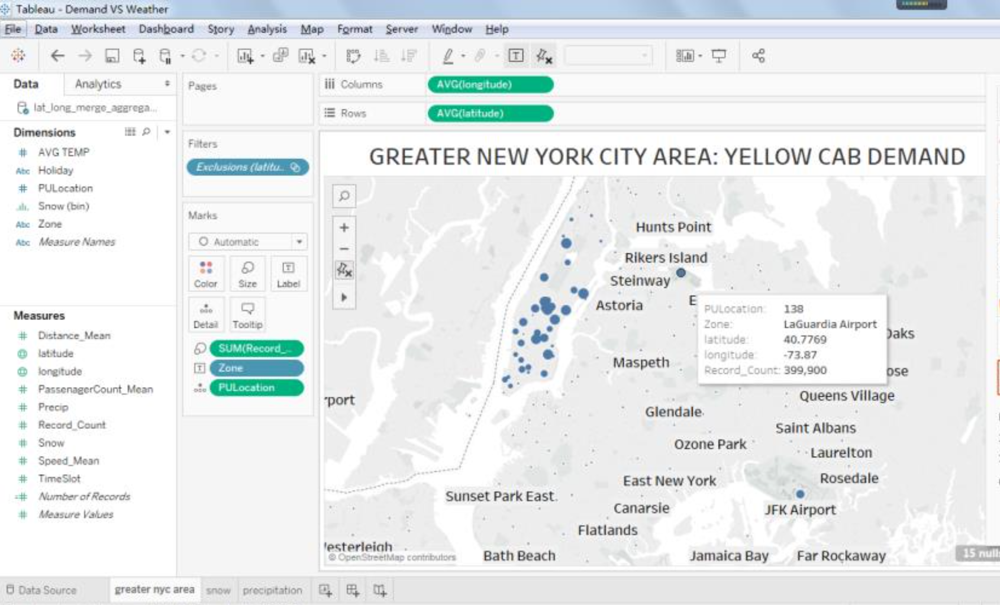 Tableau - Demand VS Weather
File Data Worksheet Dashboard Story Analysis Map Format Server Window Help
Data Analytics
lat_long_merge_aggrega...
Dimensions
# AVG TEMP
Abc Holiday
# PULocation
Snow (bin)
Abc Zone
Abc Measure Names
Measures
# Distance_Mean
latitude
longitude
# PassenagerCount_Mean
# Precip
# Record_Count
# Snow
# Speed_Mean
# TimeSlot
=# Number of Records
# Measure Values
Pages
Filters
Exclusions (latitu..
Marks
Automatic
Color Size Label
Detail Tooltip
SUM(Record_..
Zone
PULocation
Columns AVG(longitude)
Rows AVG(latitude)
GREATER NEW YORK CITY AREA: YELLOW CAB DEMAND
Hunts Point
Rikers Island
Steinway
Astoria
E
PULocation: 138
Zone: LaGuardia Airport
latitude: 40.7769
longitude: -73.87
Record_Count: 399,900
Oaks
Maspeth
ose
Queens Village
rport
Glendale
Saint Albans
Ozone Park
Laurelton
East New York
Rosedale
Sunset Park East
Canarsie
JFK Airport
Flatlands
esterleigh
© OpenStreetMap contributors
Bath Beach
Jamaica Bay
Far Rockaway
15 nulls
Data Source greater nyc area snow precipitation